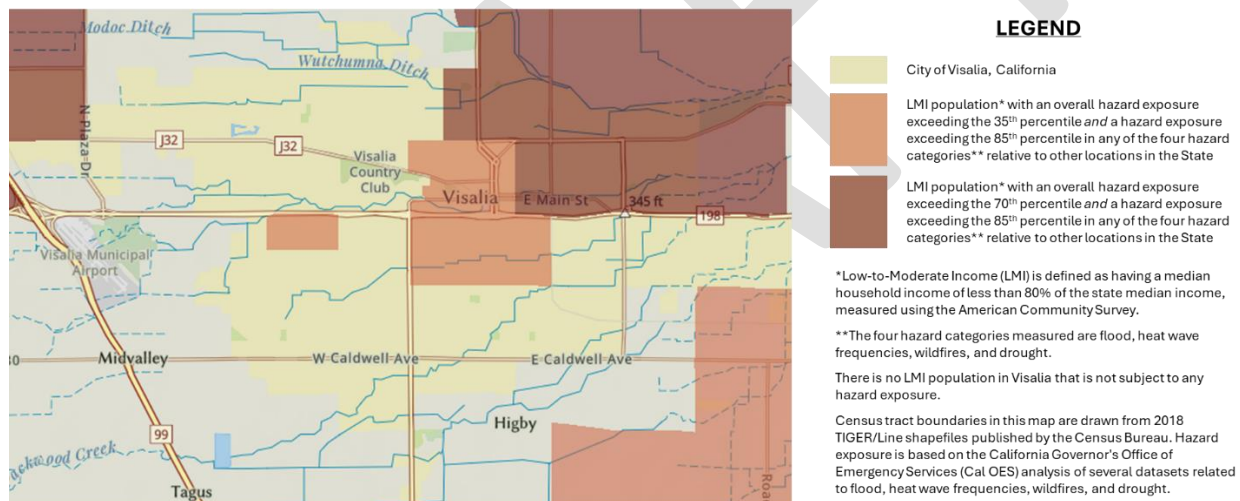 Modoc Ditch
Wutchumna Ditch
N Plaza Dr
J32
J32
Visalia
Country
Club
Visalia
E Main St
345 ft
198
Visalia Municipal
Airport
Midvalley
W Caldwell Ave
E Caldwell Ave
Higby
99
Tagus
Roa
LEGEND
City of Visalia, California
LMI population* with an overall hazard exposure
exceeding the 35th percentile and a hazard exposure
exceeding the 85th percentile in any of the four hazard
categories** relative to other locations in the State
LMI population* with an overall hazard exposure
exceeding the 70th percentile and a hazard exposure
exceeding the 85th percentile in any of the four hazard
categories** relative to other locations in the State
*Low-to-Moderate Income (LMI) is defined as having a median
household income of less than 80% of the state median income,
measured using the American Community Survey.
**The four hazard categories measured are flood, heat wave
frequencies, wildfires, and drought.
There is no LMI population in Visalia that is not subject to any
hazard exposure.
Census tract boundaries in this map are drawn from 2018
TIGER/Line shapefiles published by the Census Bureau. Hazard
exposure is based on the California Governor's Office of
Emergency Services (Cal OES) analysis of several datasets related
to flood, heat wave frequencies, wildfires, and drought.